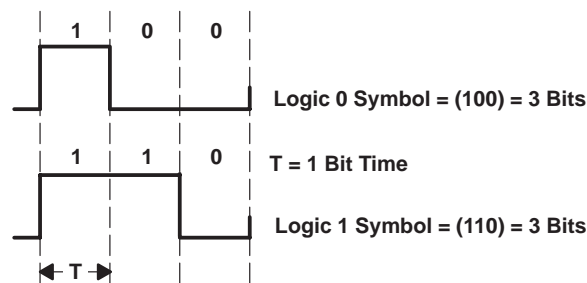 1 0 0
Logic 0 Symbol = (100) = 3 Bits
1 1 0
T = 1 Bit Time
Logic 1 Symbol = (110) = 3 Bits
T